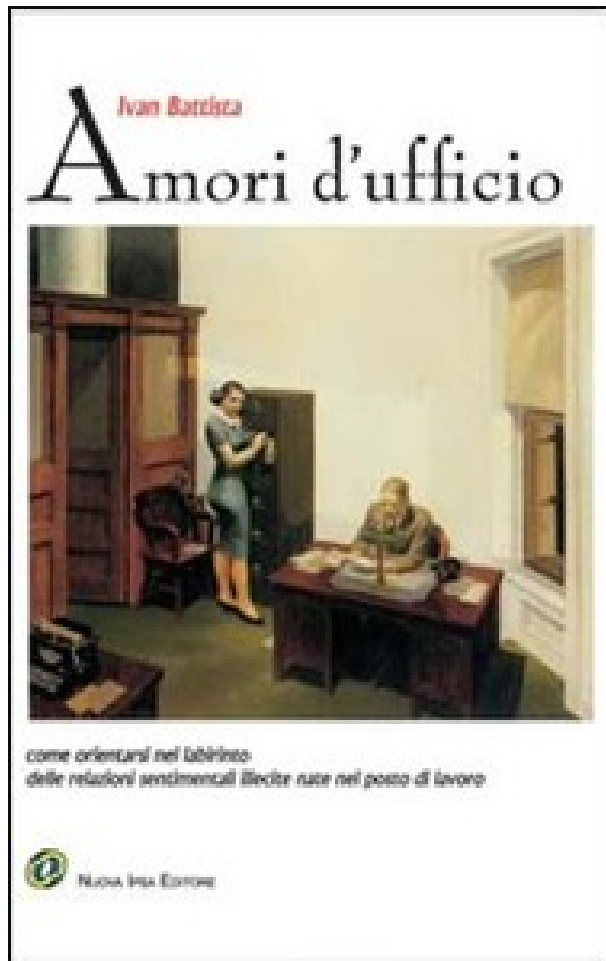 Ivan Battista
Amori d'ufficio
come orientarsi nel labirinto
delle relazioni sentimentali illecite nate nel posto di lavoro
Nuova Ipsa Editore